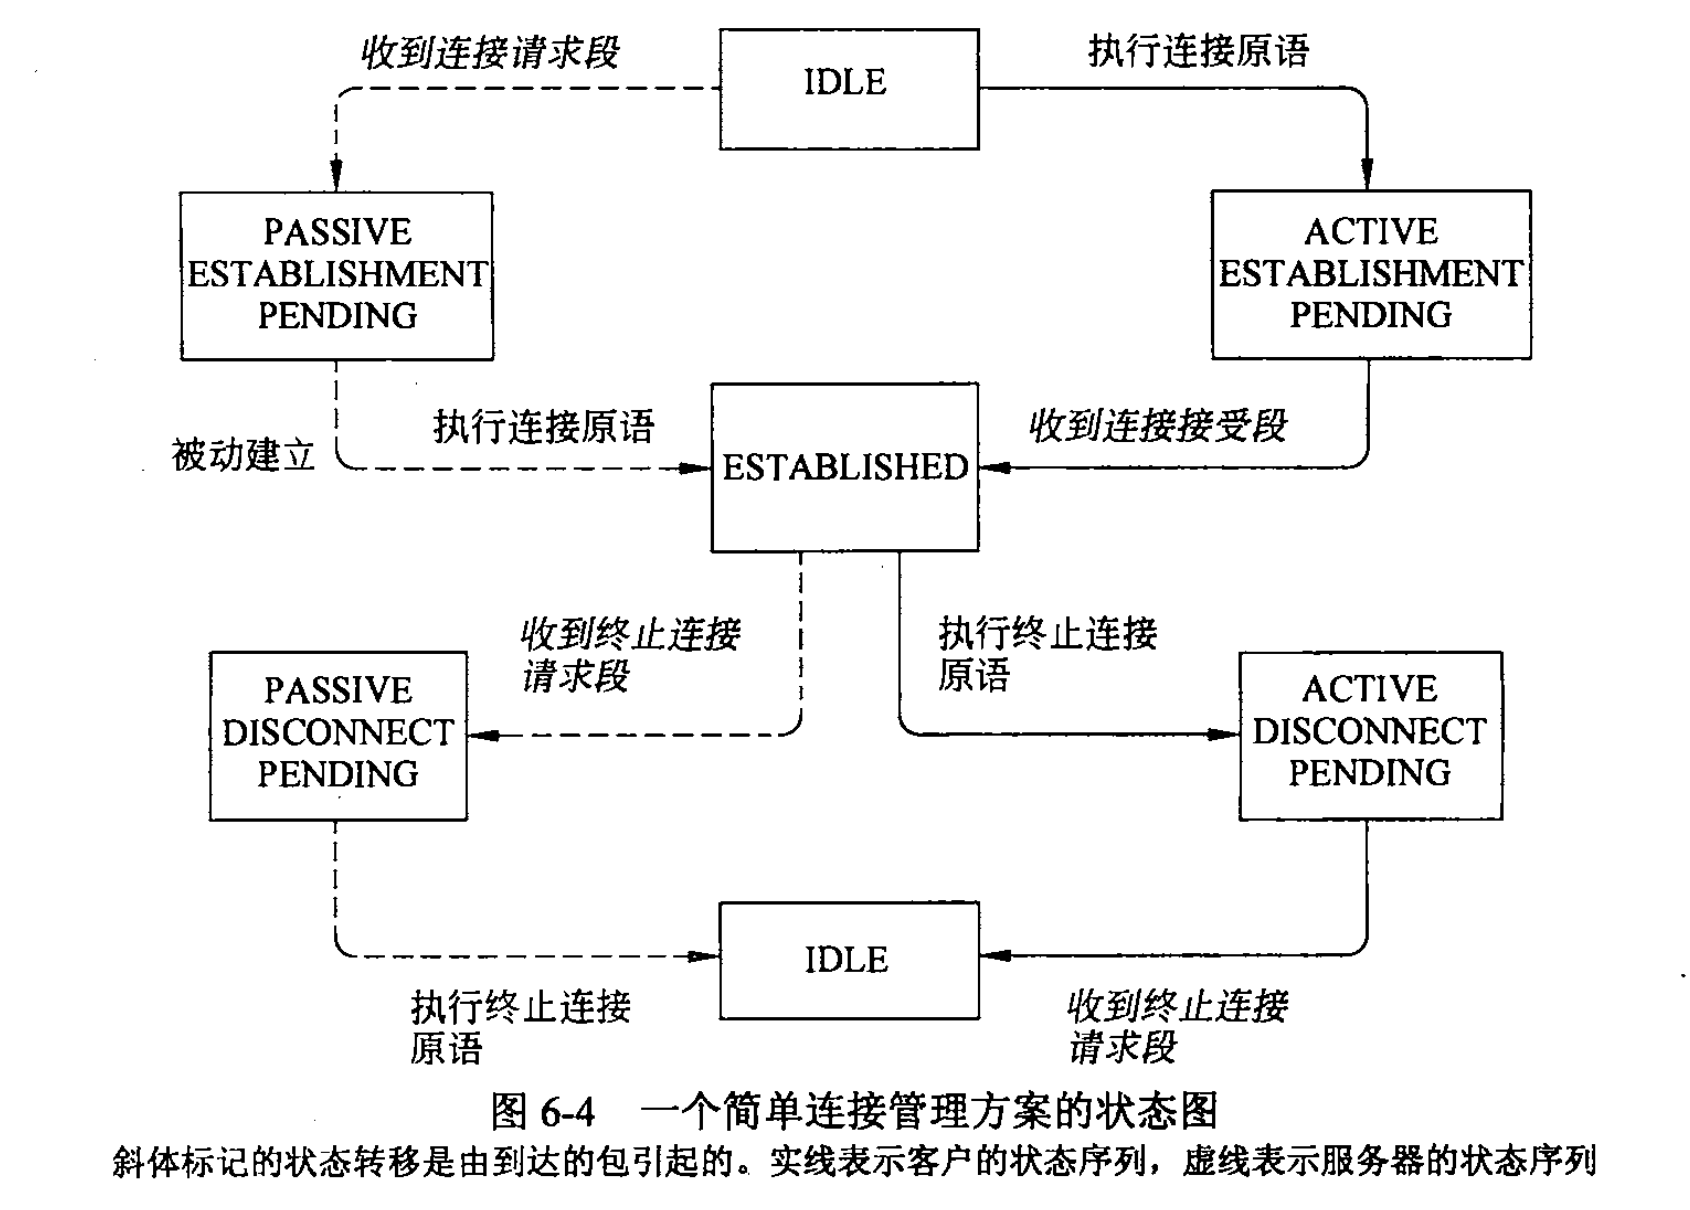 收到连接请求段
IDLE
执行连接原语
PASSIVE
ESTABLISHMENT
PENDING
ACTIVE
ESTABLISHMENT
PENDING
被动建立
执行连接原语
ESTABLISHED
收到连接接受段
收到终止连接
请求段
执行终止连接
原语
PASSIVE
DISCONNECT
PENDING
ACTIVE
DISCONNECT
PENDING
IDLE
执行终止连接
原语
收到终止连接
请求段
图 6-4 一个简单连接管理方案的状态图
斜体标记的状态转移是由到达的包引起的。实线表示客户的状态序列，虚线表示服务器的状态序列